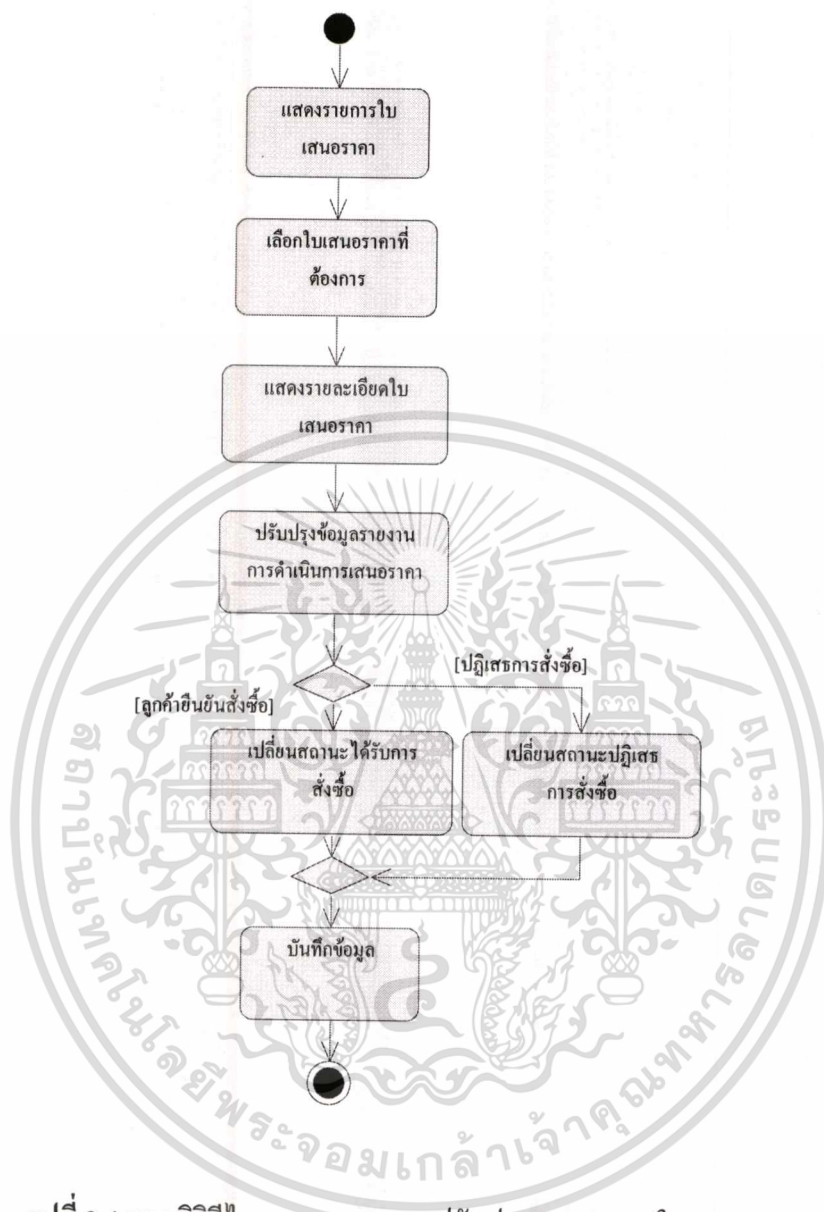 แสดงรายการใบ
เสนอราคา
เลือกใบเสนอราคาที่
ต้องการ
แสดงรายละเอียดใบ
เสนอราคา
ปรับปรุงข้อมูลรายงาน
การดำเนินการเสนอราคา
[ปฏิเสธการสั่งซื้อ]
[ลูกค้ายืนยันสั่งซื้อ]
เปลี่ยนสถานะได้รับการ
สั่งซื้อ
เปลี่ยนสถานะปฏิเสธ
การสั่งซื้อ
บันทึกข้อมูล
สถาบันเทคโนโลยีพระจอมเกล้าเจ้าคุณทหารลาดกระบัง